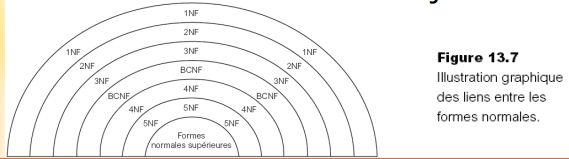 1NF
2NF
1NF
1NF
3NF
2NF
2NF
BCNF
3NF
3NF
4NF
BCNF
BCNF
5NF
4NF
4NF
5NF
5NF
Formes
normales supérieures
Figure 13.7
Illustration graphique
des liens entre les
formes normales.